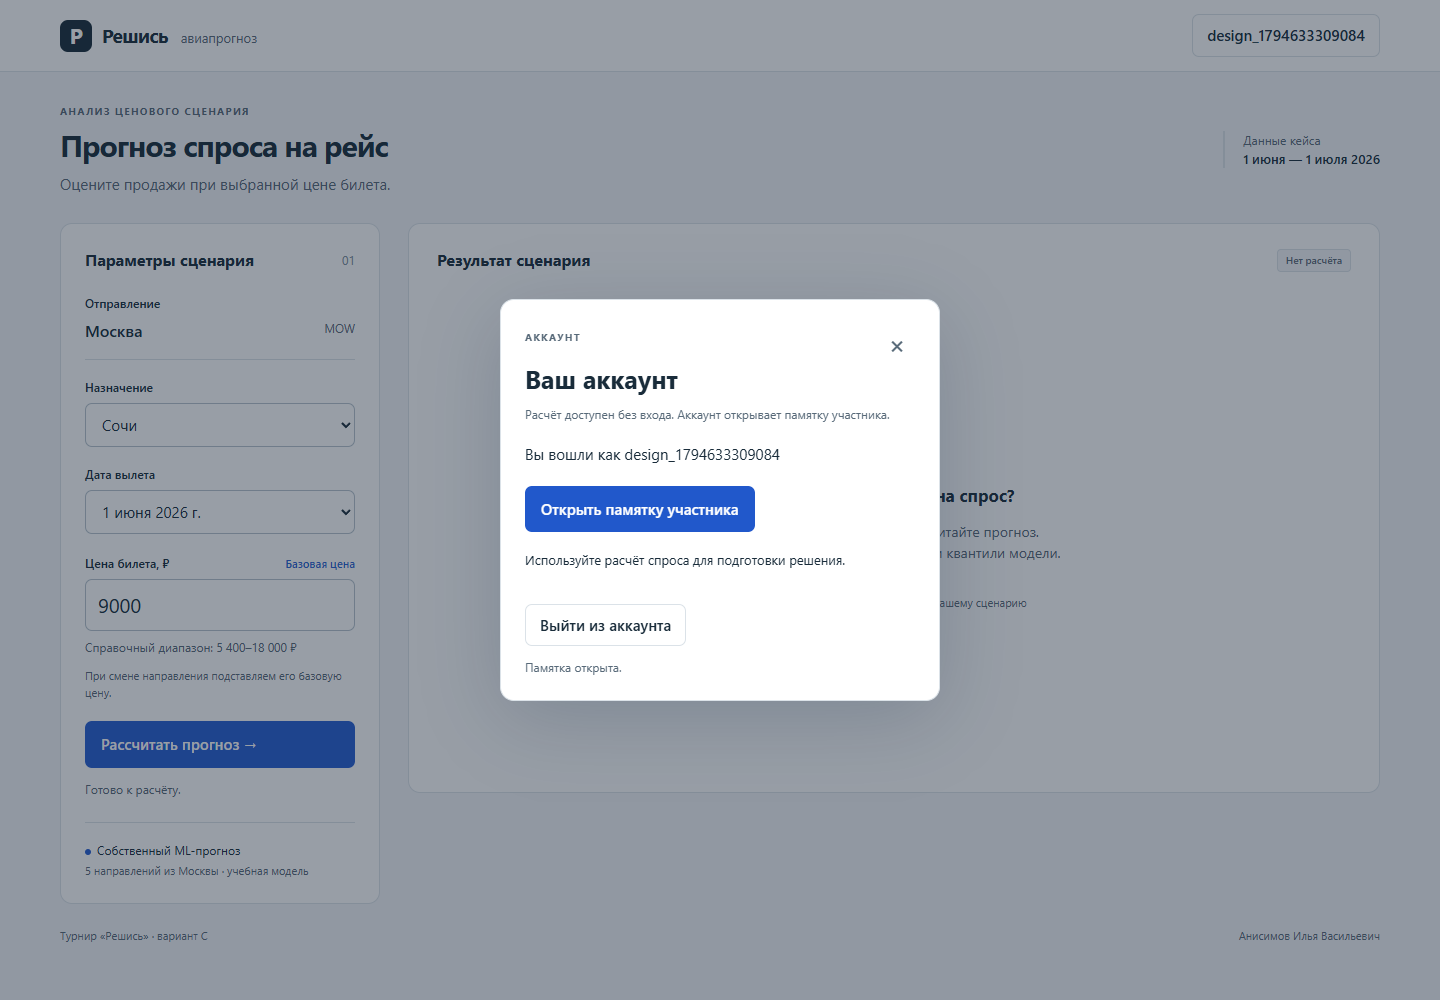 Р Решись авиапрогноз
design_1794633309084
АНАЛИЗ ЦЕНОВОГО СЦЕНАРИЯ
Прогноз спроса на рейс
Оцените продажи при выбранной цене билета.
Данные кейса
1 июня — 1 июля 2026
Параметры сценария 01
Отправление
Москва MOW
Назначение
Сочи
Дата вылета
1 июня 2026 г.
Цена билета, ₽ Базовая цена
9000
Справочный диапазон: 5 400–18 000 ₽
При смене направления подставляем его базовую
цену.
Рассчитать прогноз →
Готово к расчёту.
Собственный ML-прогноз
5 направлений из Москвы · учебная модель
Результат сценария Нет расчёта
на спрос?
прогноз.
квантили модели.
сценарию
АККАУНТ
×
Ваш аккаунт
Расчёт доступен без входа. Аккаунт открывает памятку участника.
Вы вошли как design_1794633309084
Открыть памятку участника
Используйте расчёт спроса для подготовки решения.
Выйти из аккаунта
Памятка открыта.
Турнир «Решись» · вариант С
Анисимов Илья Васильевич